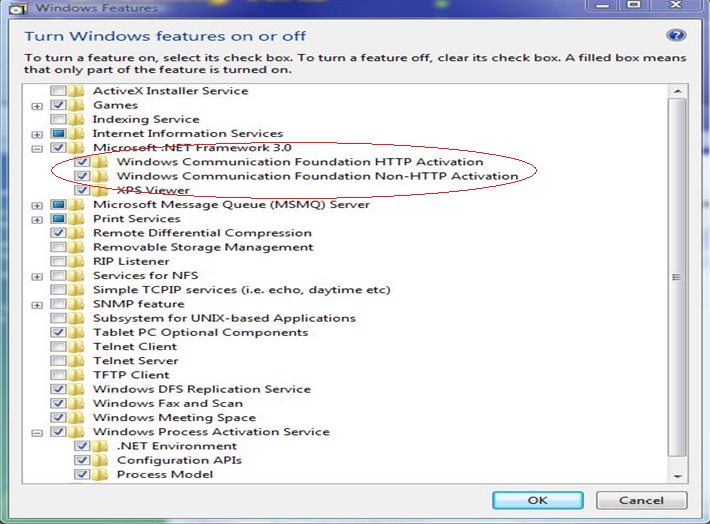 Windows Features
Turn Windows features on or off
To turn a feature on, select its check box. To turn a feature off, clear its check box. A filled box means
that only part of the feature is turned on.
ActiveX Installer Service
Games
Indexing Service
Internet Information Services
Microsoft .NET Framework 3.0
Windows Communication Foundation HTTP Activation
Windows Communication Foundation Non-HTTP Activation
XPS Viewer
Microsoft Message Queue (MSMQ) Server
Print Services
Remote Differential Compression
Removable Storage Management
RIP Listener
Services for NFS
Simple TCPIP services (i.e. echo, daytime etc)
SNMP feature
Subsystem for UNIX-based Applications
Tablet PC Optional Components
Telnet Client
Telnet Server
TFTP Client
Windows DFS Replication Service
Windows Fax and Scan
Windows Meeting Space
Windows Process Activation Service
.NET Environment
Configuration APIs
Process Model
OK Cancel